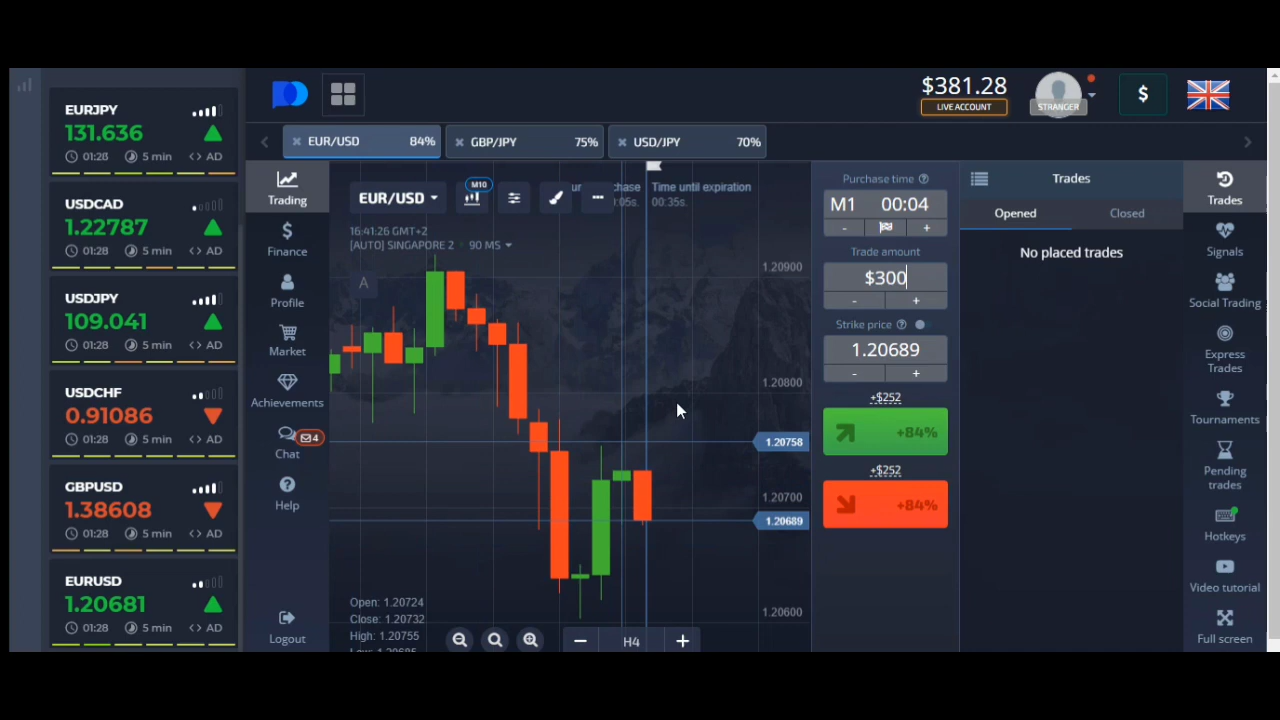 EURJPY
131.636
01:28 5 min <> AD
USDCAD
1.22787
01:28 5 min <> AD
USDJPY
109.041
01:28 5 min <> AD
USDCHF
0.91086
01:28 5 min <> AD
GBPUSD
1.38608
01:28 5 min <> AD
EURUSD
1.20681
01:28 5 min <> AD
$381.28
LIVE ACCOUNT
STRANGER
$
EUR/USD 84%
GBP/JPY 75%
USD/JPY 70%
Trading
Finance
Profile
Market
Achievements
4
Chat
Help
Logout
EUR/USD
M10
Time until expiration
:05s. 00:35s.
16:41:26 GMT+2
[AUTO] SINGAPORE 2 90 MS
A
1.20900
1.20800
1.20758
1.20700
1.20689
1.20600
Open: 1.20724
Close: 1.20732
High: 1.20755
H4
Purchase time
M1 00:04
- +
Trade amount
$300
- +
Strike price
1.20689
- +
+$252
+84%
+$252
+84%
Trades
Opened Closed
No placed trades
Trades
Signals
Social Trading
Express
Trades
Tournaments
Pending
trades
Hotkeys
Video tutorial
Full screen